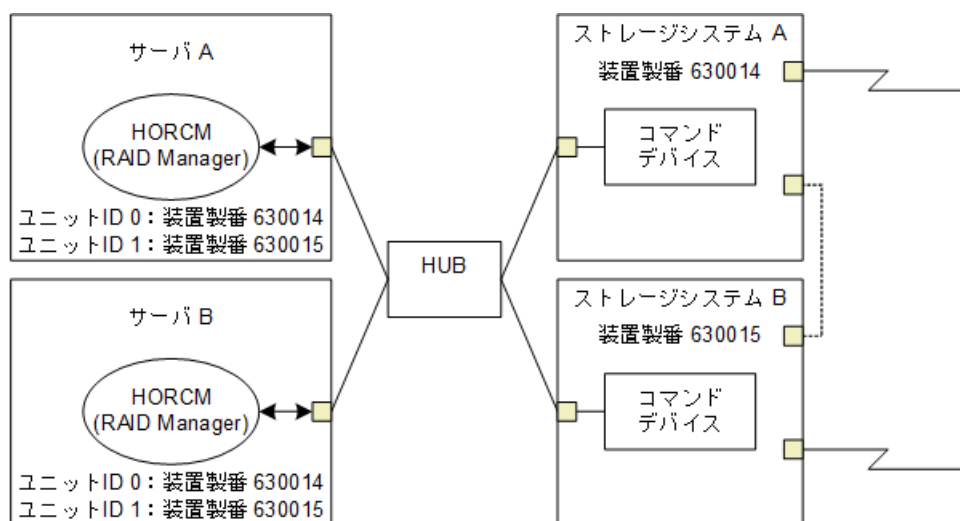 サーバ A
HORCM
(RAID Manager)
ユニットID 0：装置製番 630014
ユニットID 1：装置製番 630015
サーバ B
HORCM
(RAID Manager)
ユニットID 0：装置製番 630014
ユニットID 1：装置製番 630015
HUB
ストレージシステム A
装置製番 630014
コマンド
デバイス
ストレージシステム B
装置製番 630015
コマンド
デバイス